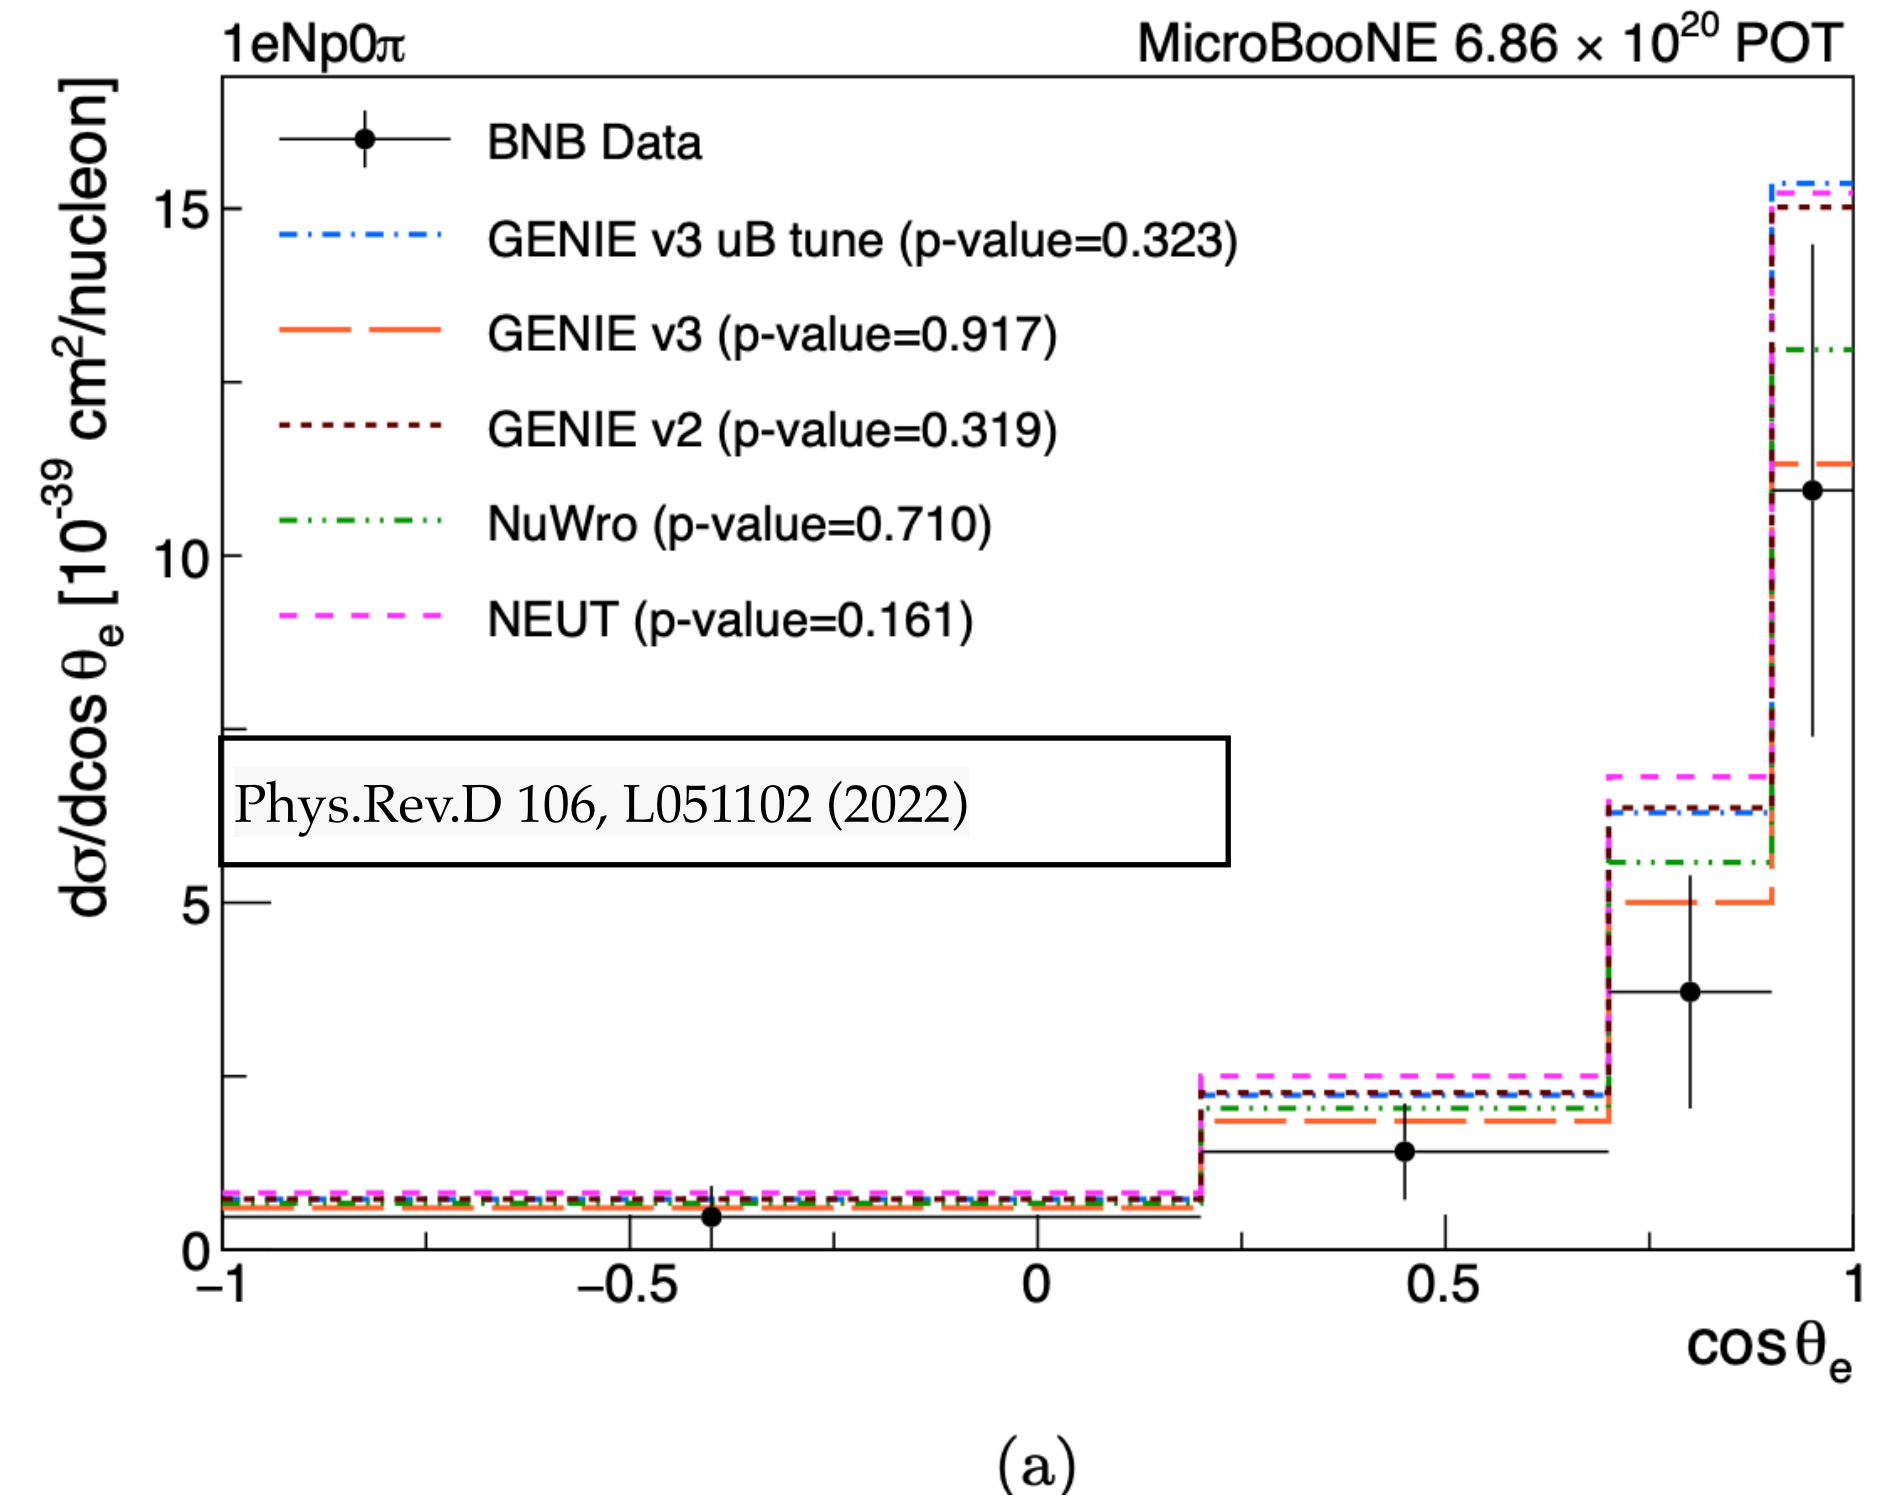 1eNp0π
MicroBooNE 6.86 × 10²⁰ POT
dσ/dcos θₑ [10⁻³⁹ cm²/nucleon]
BNB Data
GENIE v3 uB tune (p-value=0.323)
GENIE v3 (p-value=0.917)
GENIE v2 (p-value=0.319)
NuWro (p-value=0.710)
NEUT (p-value=0.161)
Phys.Rev.D 106, L051102 (2022)
15
10
5
0
−1 −0.5 0 0.5 1
cos θₑ
(a)